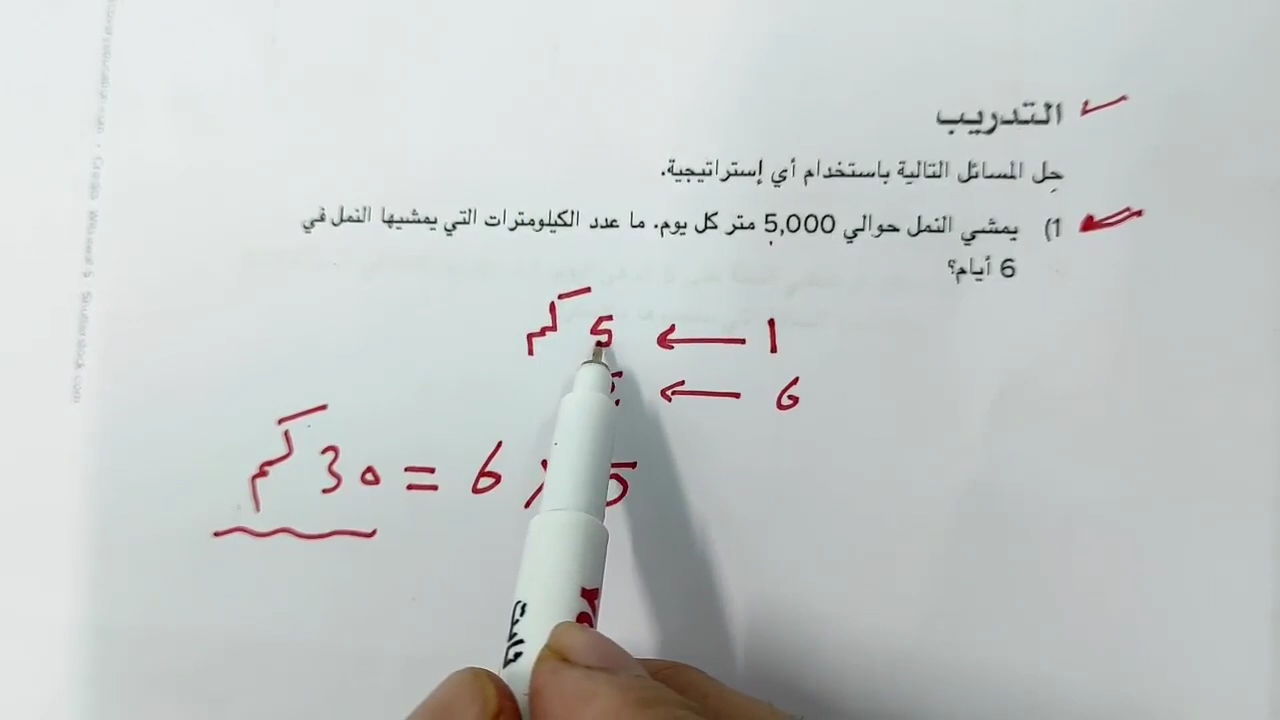 التدريب
حِل المسائل التالية باستخدام أي إستراتيجية.
1) يمشي النمل حوالي 5,000 متر كل يوم. ما عدد الكيلومترات التي يمشيها النمل في
6 أيام؟
1 ← 5 كم
6 ←
5 × 6 = 30 كم